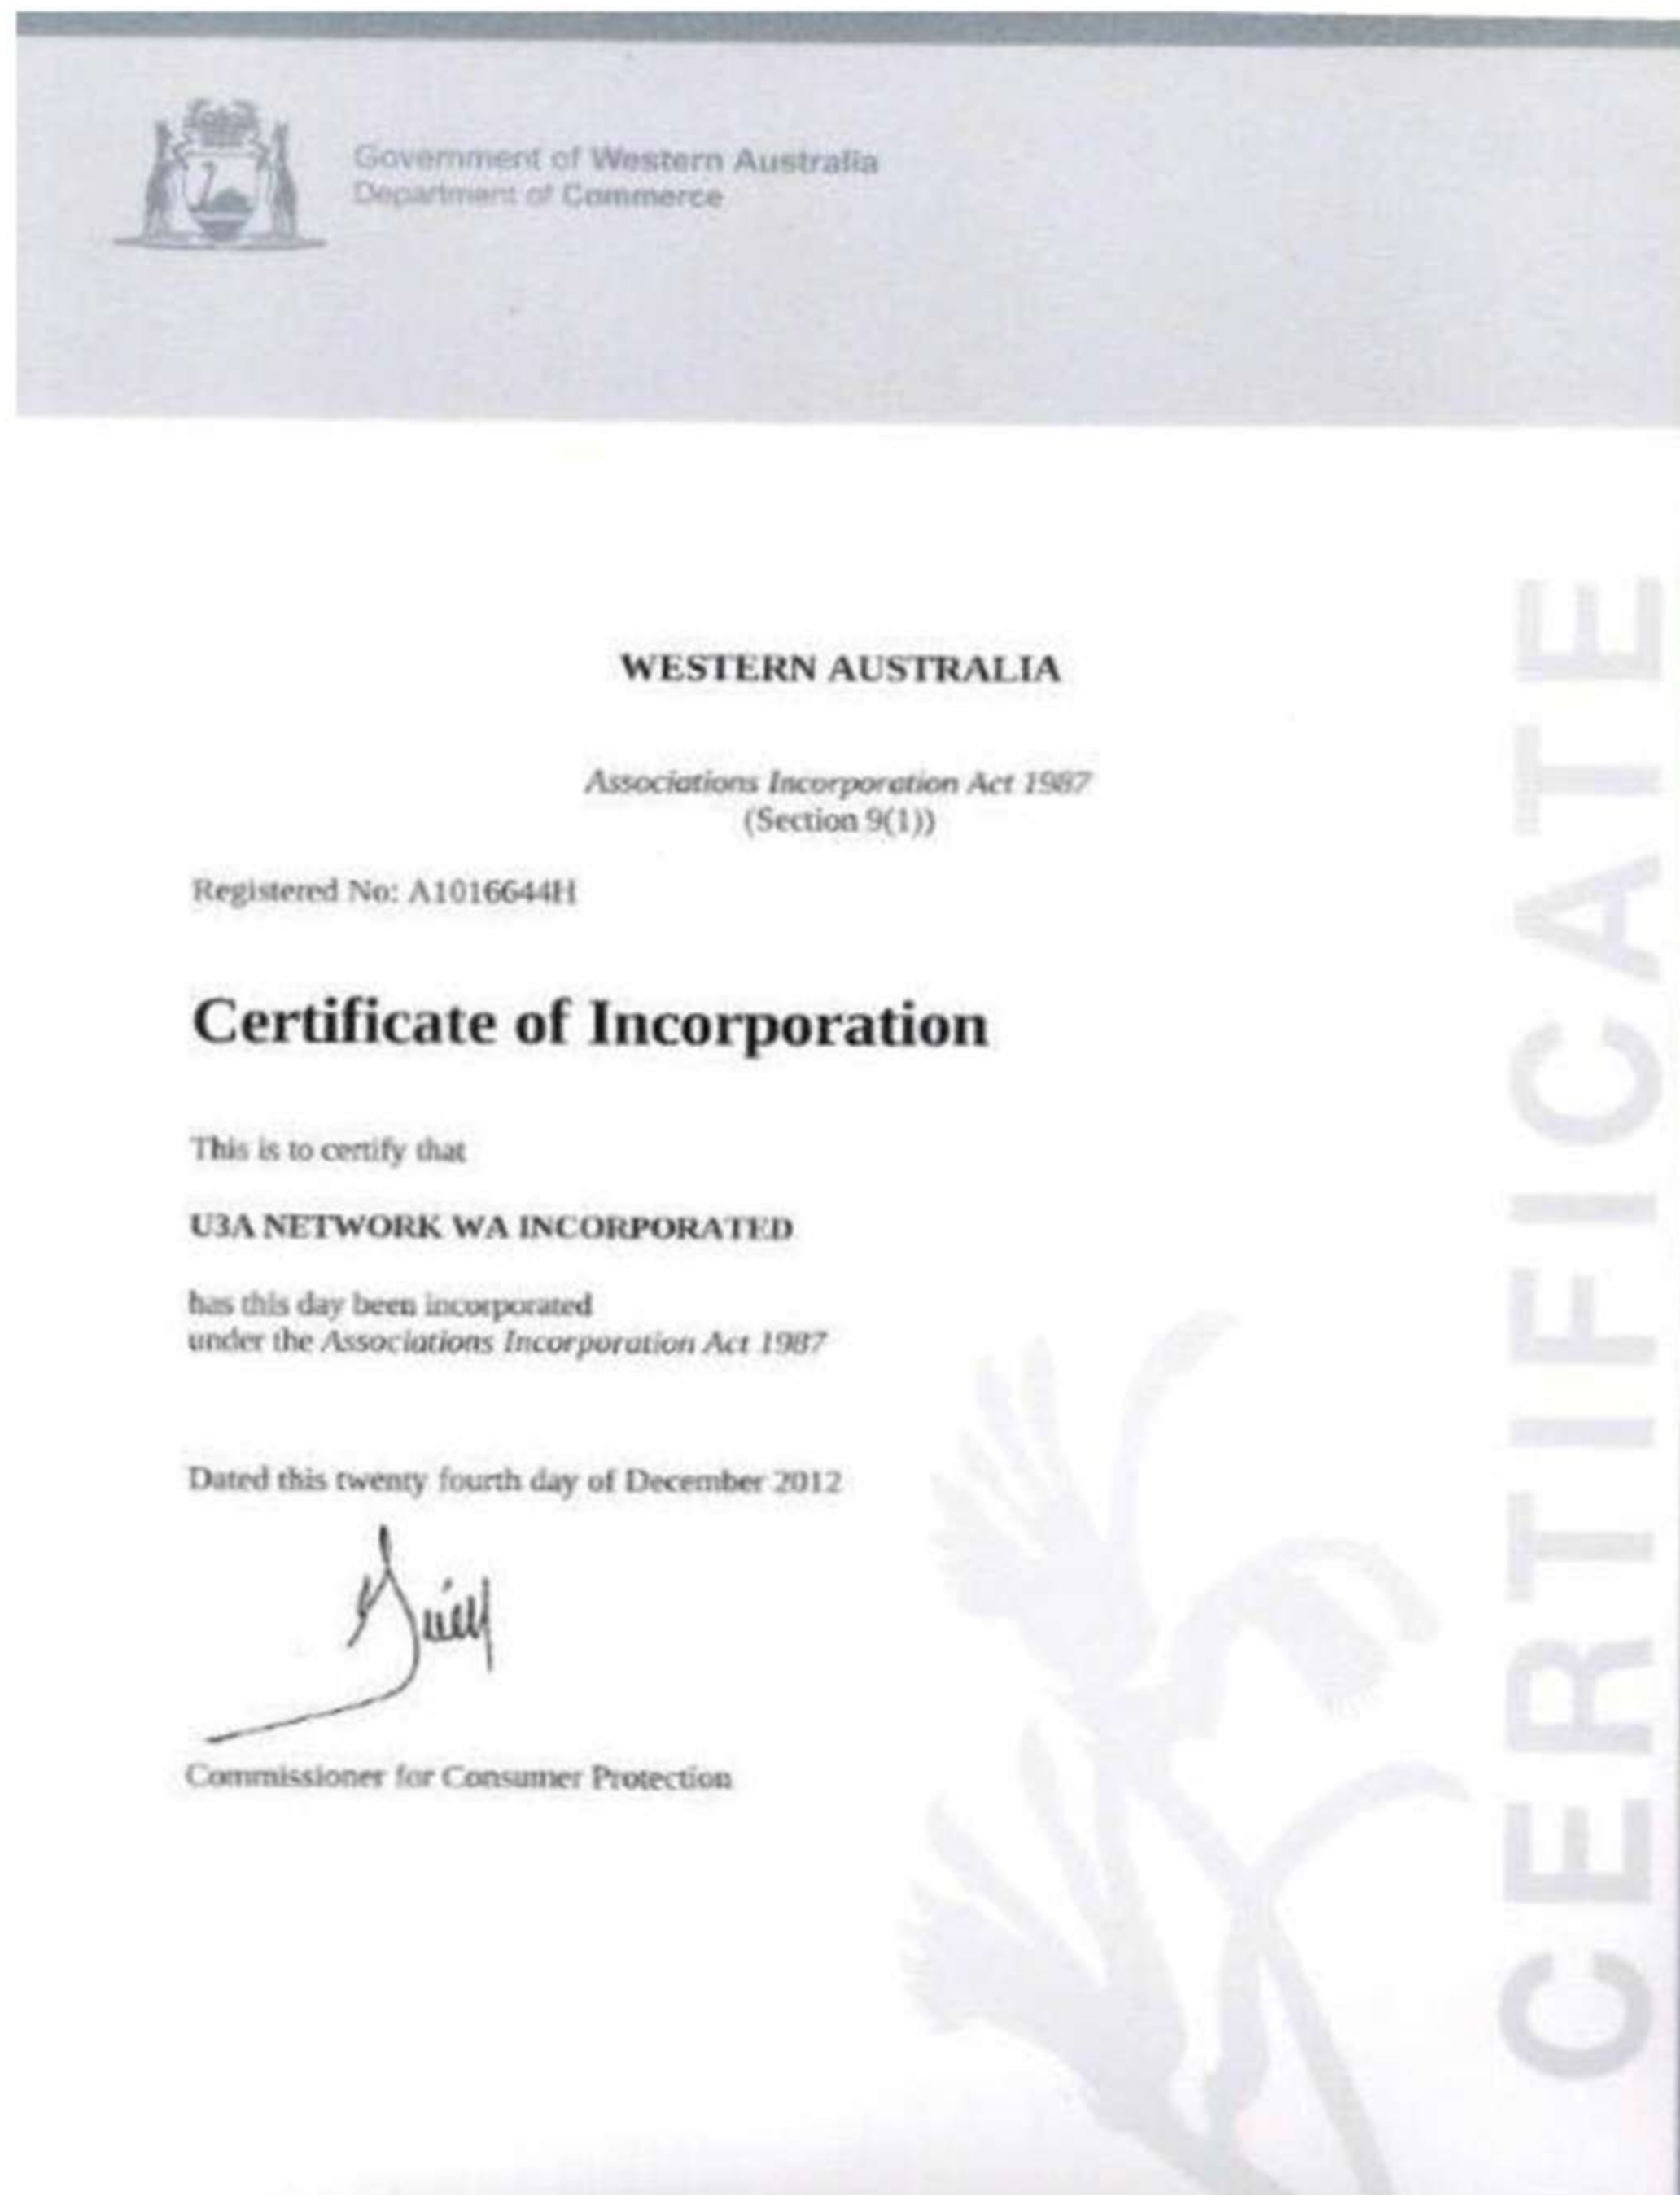 Government of Western Australia
Department of Commerce
WESTERN AUSTRALIA
Associations Incorporation Act 1987
(Section 9(1))
Registered No: A1016644H
Certificate of Incorporation
This is to certify that
U3A NETWORK WA INCORPORATED
has this day been incorporated
under the Associations Incorporation Act 1987
Dated this twenty fourth day of December 2012
Commissioner for Consumer Protection
CERTIFICATE